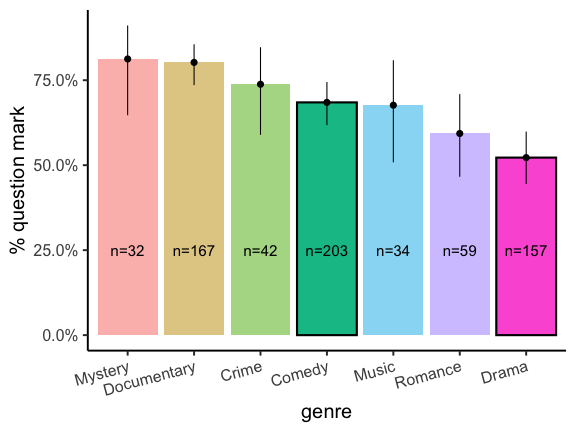 % question mark
75.0%
50.0%
25.0%
0.0%
n=32 n=167 n=42 n=203 n=34 n=59 n=157
Mystery Documentary Crime Comedy Music Romance Drama
genre